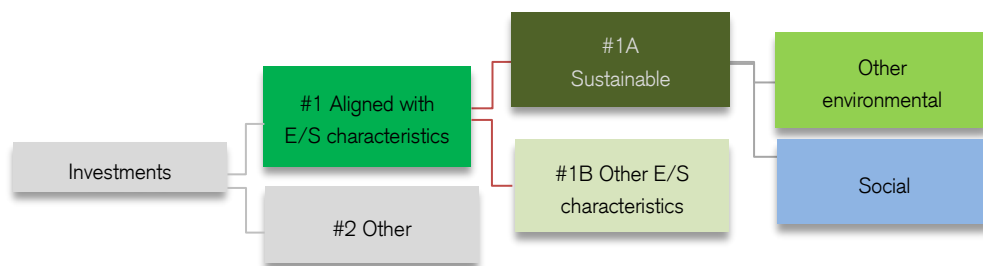 Investments
#1 Aligned with
E/S characteristics
#2 Other
#1A
Sustainable
#1B Other E/S
characteristics
Other
environmental
Social